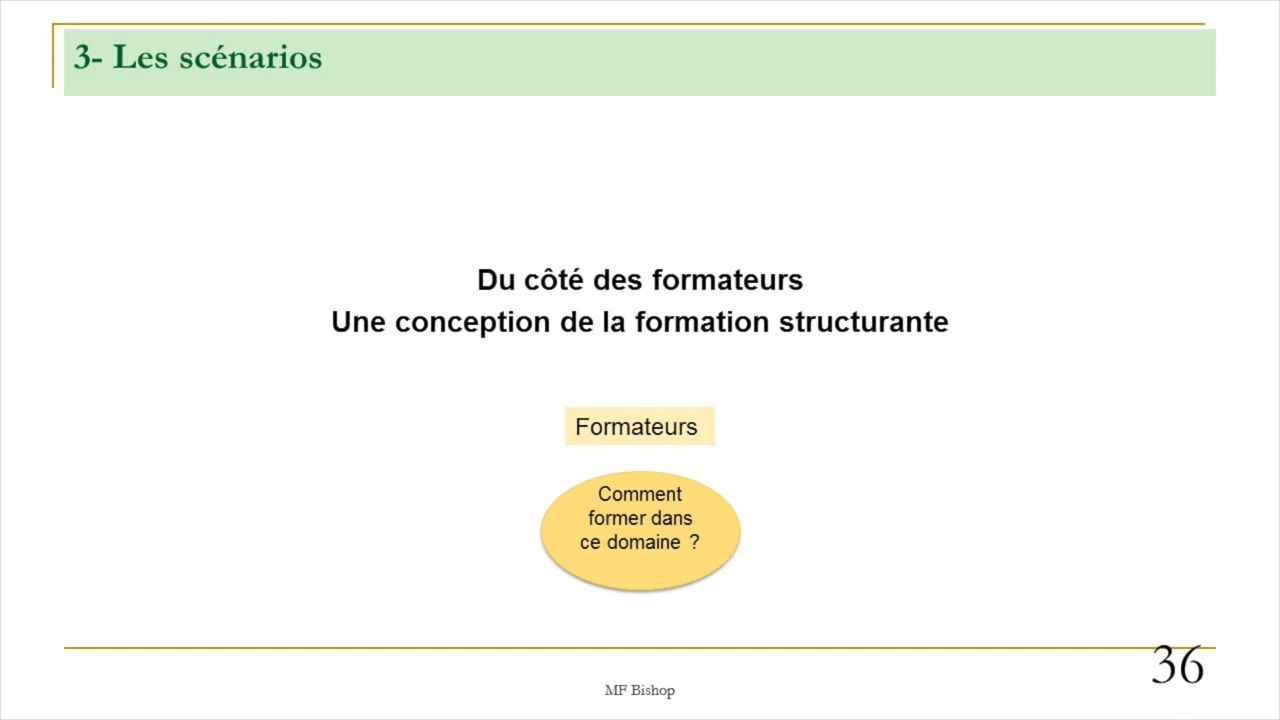 3- Les scénarios
Du côté des formateurs
Une conception de la formation structurante
Formateurs
Comment
former dans
ce domaine ?
36
MF Bishop